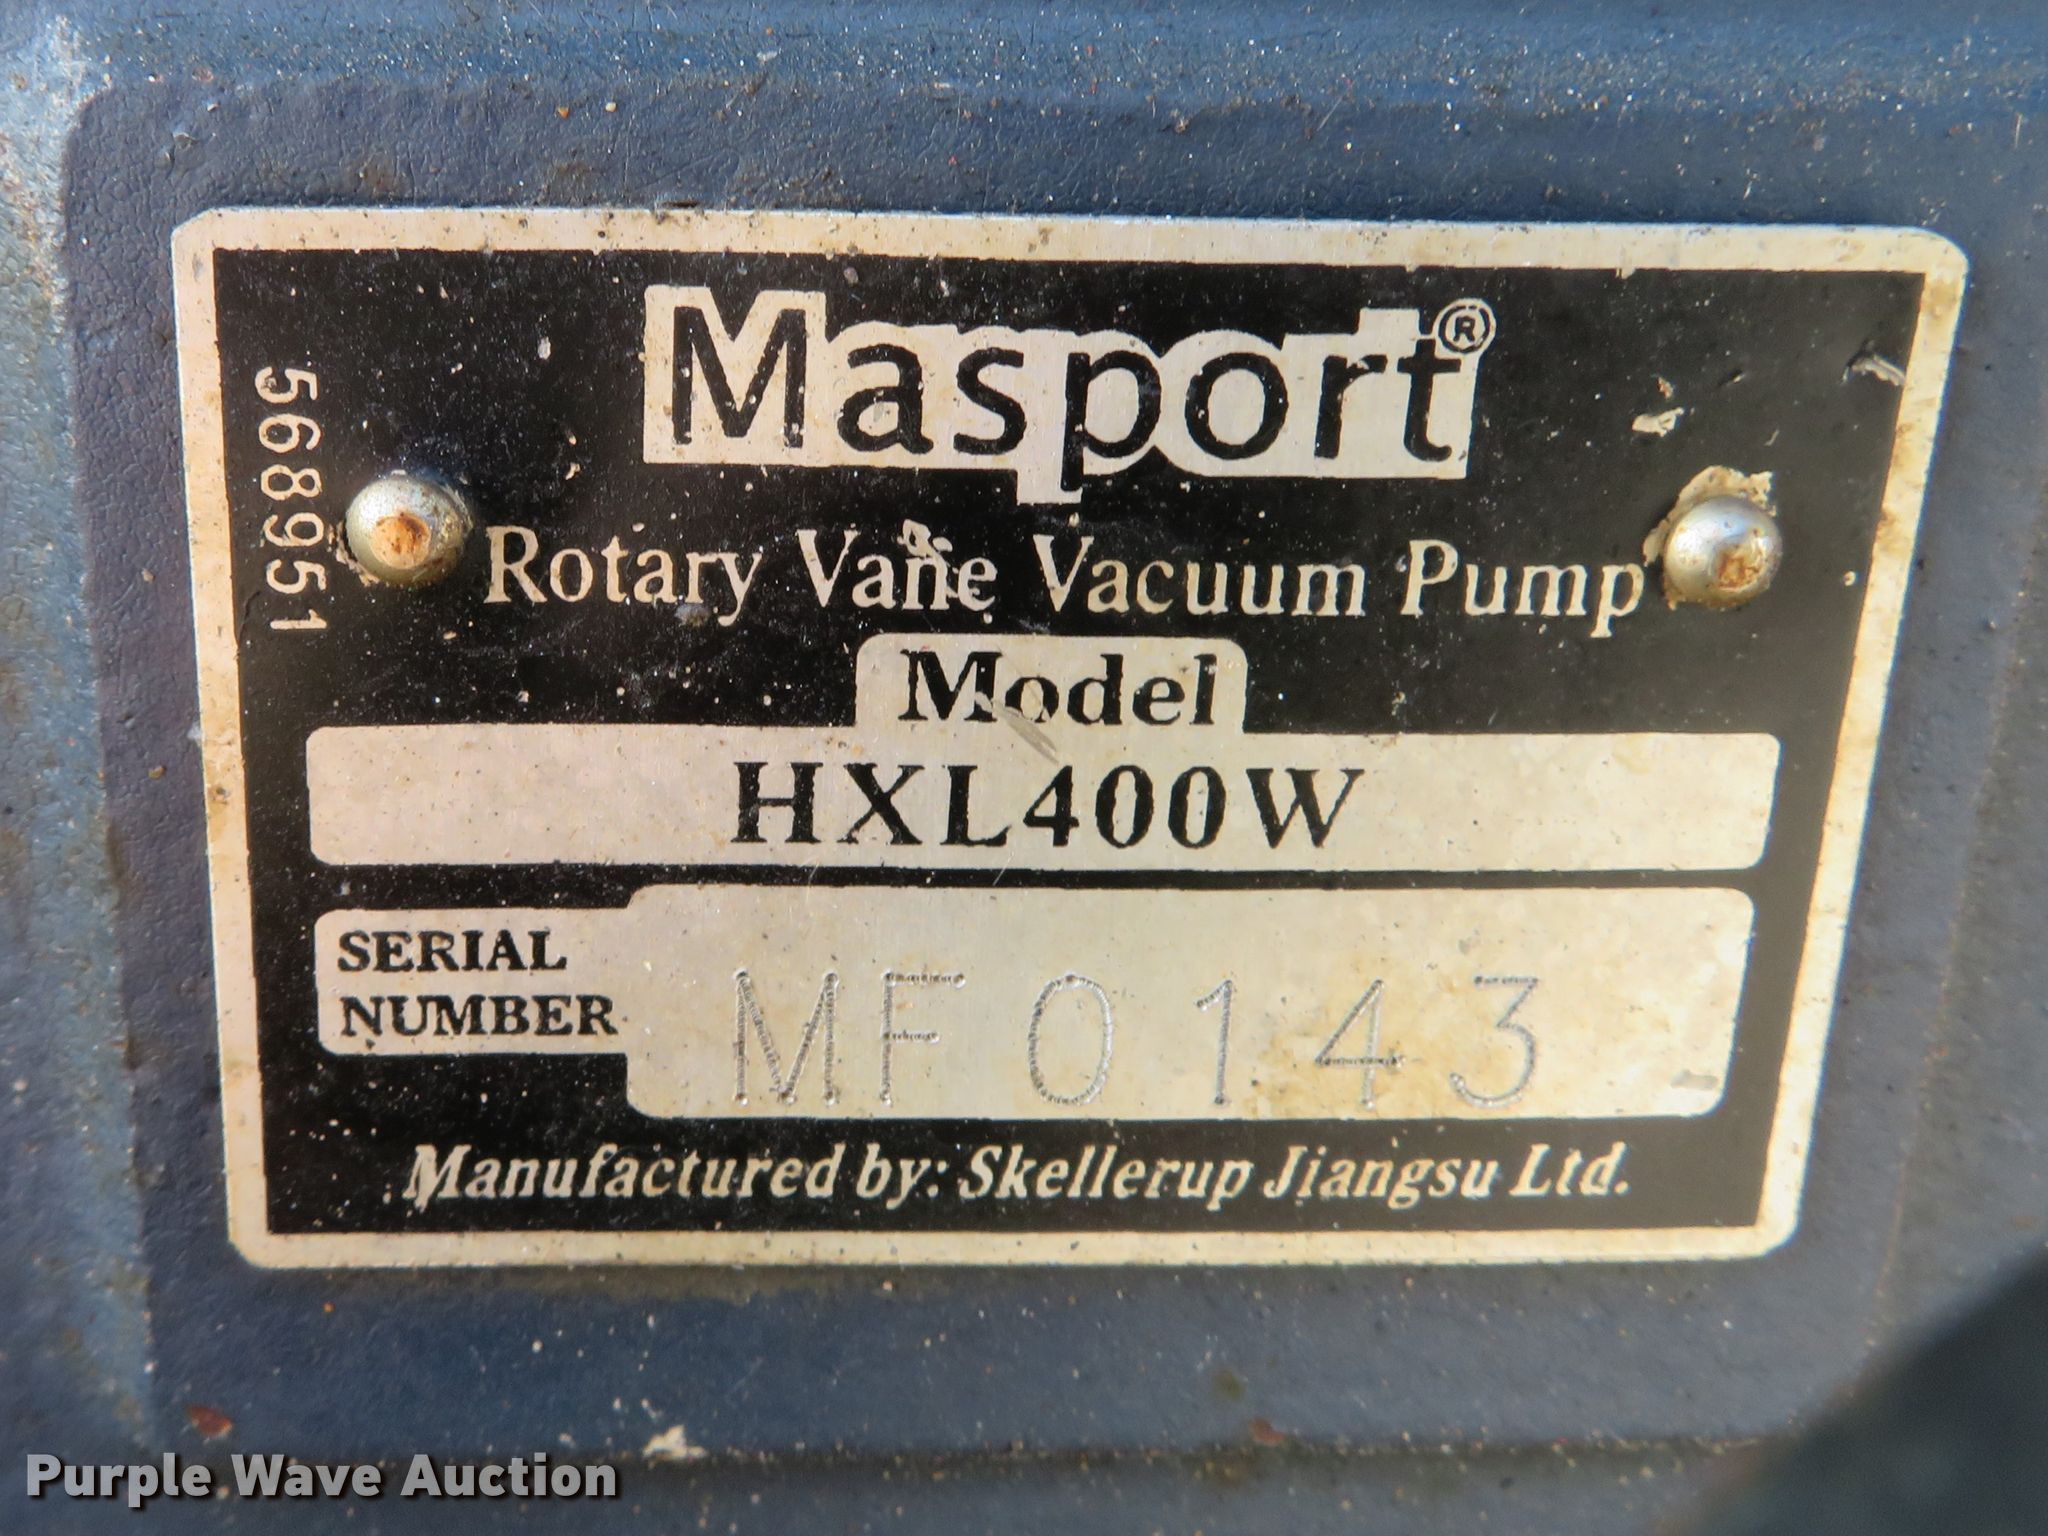 Masport®
568951
Rotary Vane Vacuum Pump
Model
HXL400W
SERIAL
NUMBER
MF0143
Manufactured by: Skellerup Jiangsu Ltd.
Purple Wave Auction